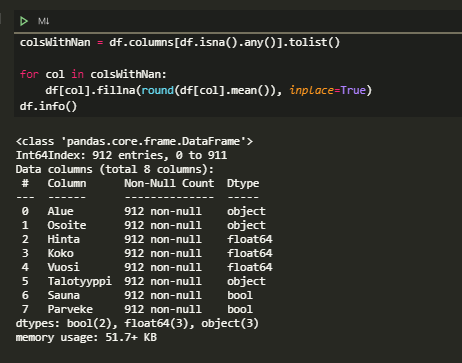 M↓
colsWithNan = df.columns[df.isna().any()].tolist()
for col in colsWithNan:
    df[col].fillna(round(df[col].mean()), inplace=True)
df.info()
<class 'pandas.core.frame.DataFrame'>
Int64Index: 912 entries, 0 to 911
Data columns (total 8 columns):
 #   Column      Non-Null Count  Dtype
---  ------      --------------  -----
 0   Alue        912 non-null    object
 1   Osoite      912 non-null    object
 2   Hinta       912 non-null    float64
 3   Koko        912 non-null    float64
 4   Vuosi       912 non-null    float64
 5   Talotyyppi  912 non-null    object
 6   Sauna       912 non-null    bool
 7   Parveke     912 non-null    bool
dtypes: bool(2), float64(3), object(3)
memory usage: 51.7+ KB